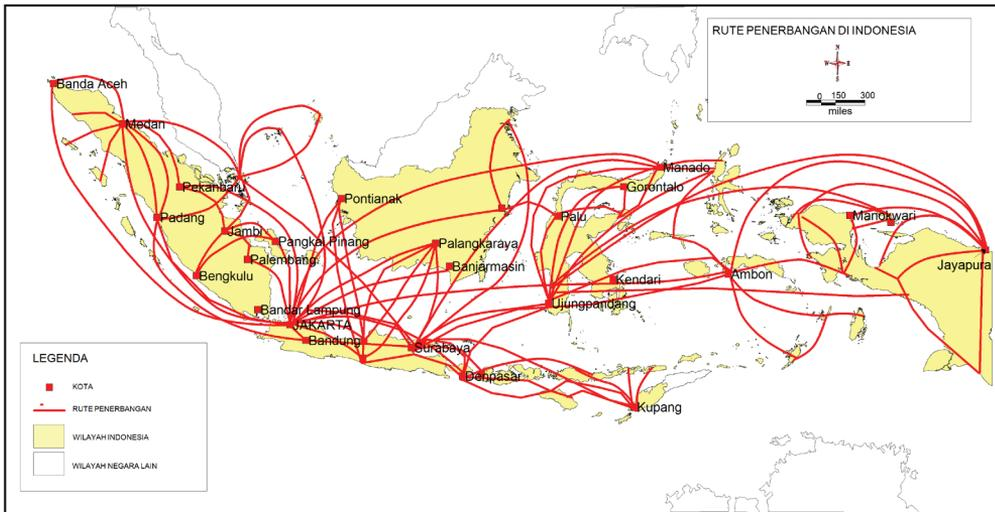 RUTE PENERBANGAN DI INDONESIA
N
W E
S
0 150 300
miles
Banda Aceh
Medan
Manado
Pekanbaru
Gorontalo
Pontianak
Padang
Palu
Manokwari
Jambi
Pangkal Pinang
Palangkaraya
Palembang
Banjarmasin
Jayapura
Bengkulu
Kendari
Ambon
Ujungpandang
Bandar Lampung
JAKARTA
Bandung
Surabaya
Denpasar
Kupang
LEGENDA
KOTA
RUTE PENERBANGAN
WILAYAH INDONESIA
WILAYAH NEGARA LAIN